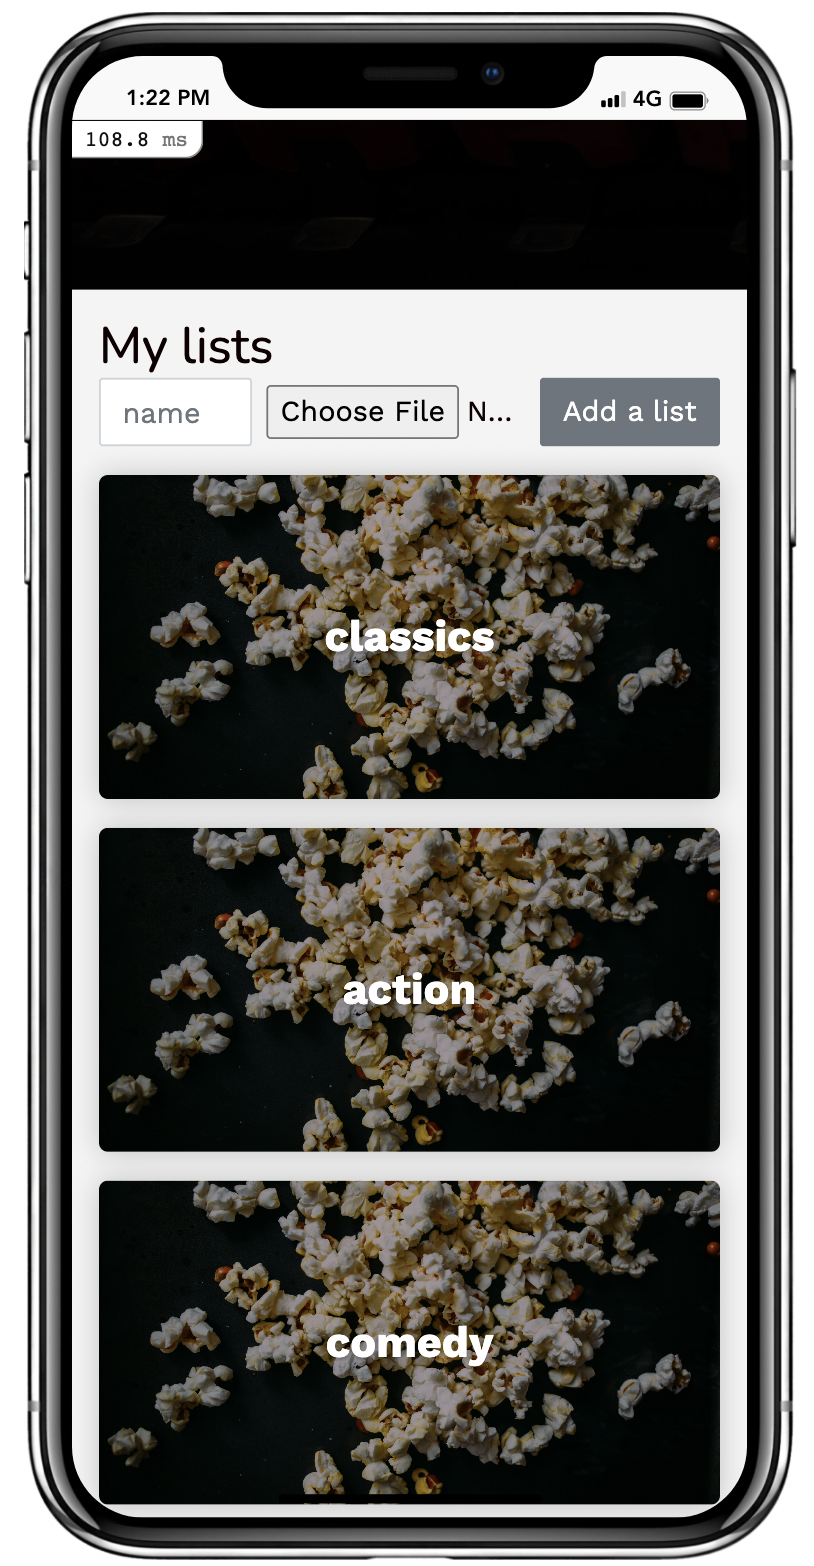 1:22 PM 4G
108.8 ms
My lists
name Choose File N... Add a list
classics
action
comedy